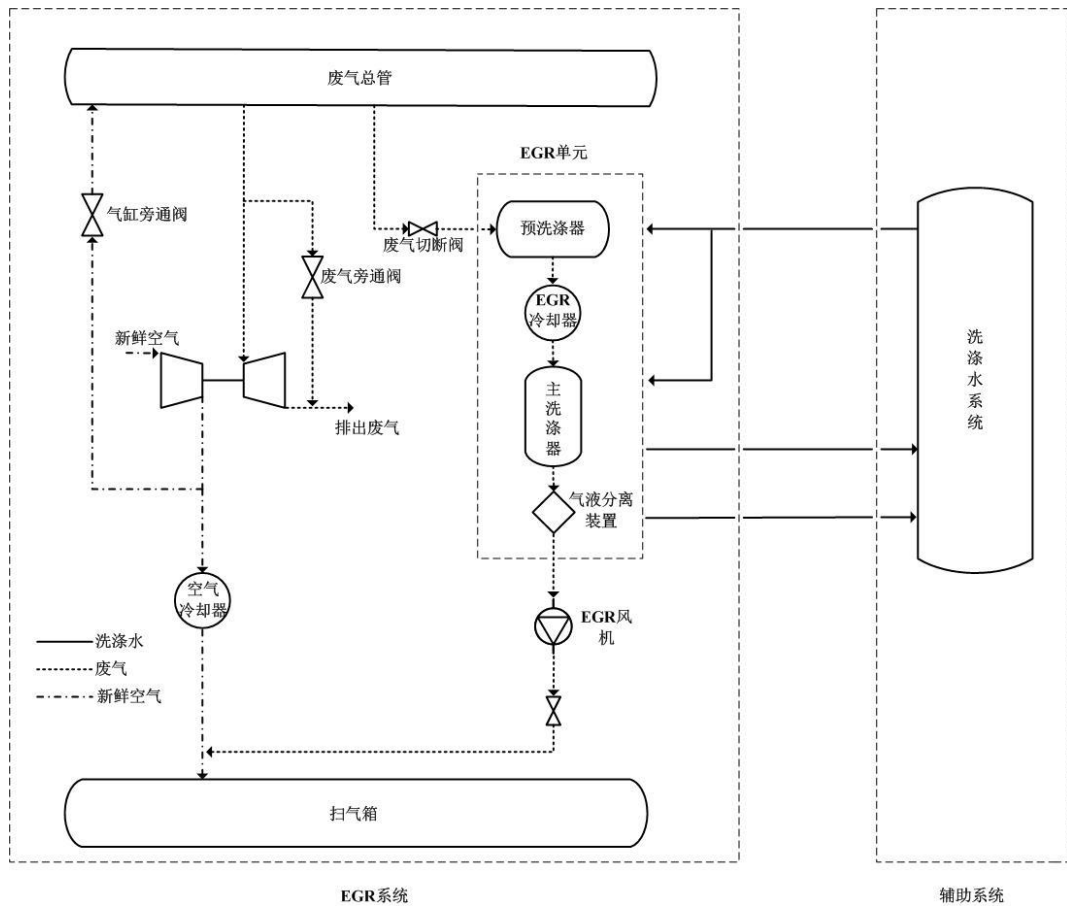 废气总管
EGR单元
气缸旁通阀
预洗涤器
废气切断阀
废气旁通阀
EGR
冷却器
新鲜空气
主
洗
涤
器
排出废气
洗
涤
水
系
统
气液分离
装置
空气
冷却器
EGR风
机
洗涤水
废气
新鲜空气
扫气箱
EGR系统
辅助系统